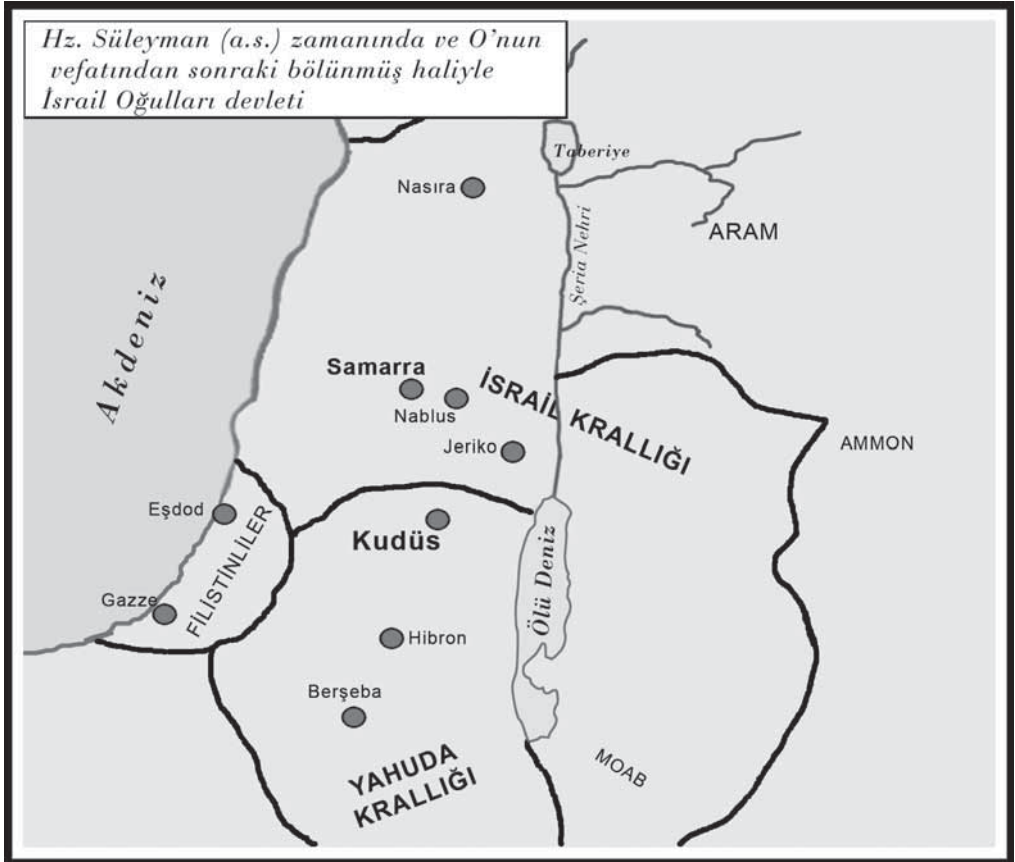 Hz. Süleyman (a.s.) zamanında ve O'nun
vefatından sonraki bölünmüş haliyle
İsrail Oğulları devleti
Taberiye
Nasıra
ARAM
Şeria Nehri
Akdeniz
Samarra
Nablus
İSRAİL KRALLIĞI
Jeriko
AMMON
Eşdod
FİLİSTİNLİLER
Kudüs
Ölü Deniz
Gazze
Hibron
Berşeba
YAHUDA
KRALLIĞI
MOAB